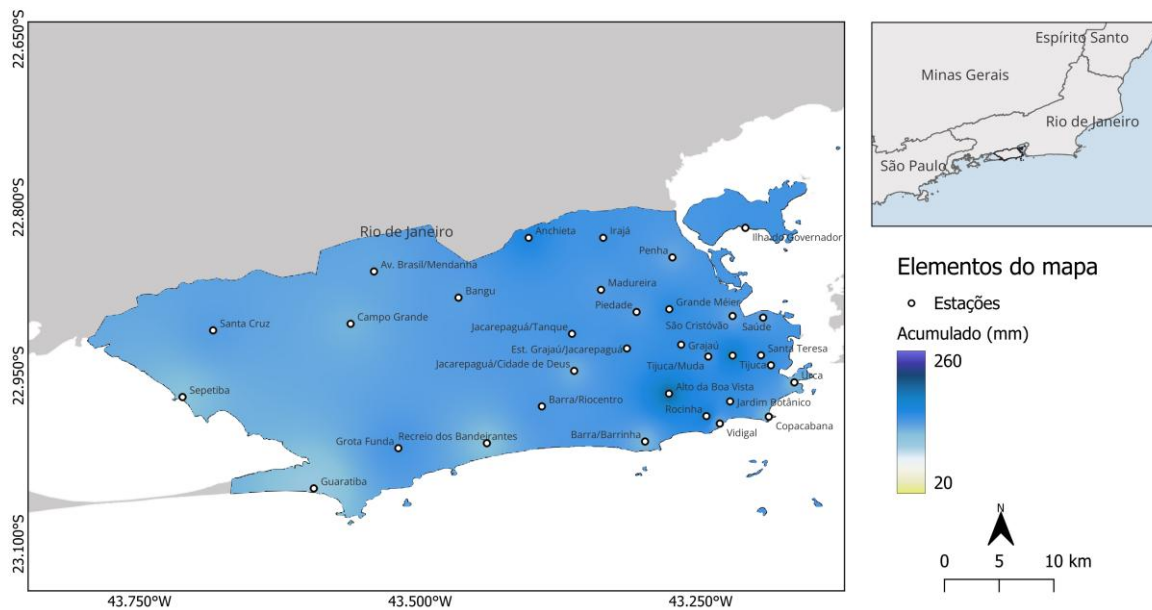 22.650°S
22.800°S
22.950°S
23.100°S
43.750°W
43.500°W
43.250°W
Rio de Janeiro
Anchieta
Irajá
Ilha do Governador
Penha
Av. Brasil/Mendanha
Bangu
Madureira
Piedade
Grande Méier
Santa Cruz
Campo Grande
São Cristóvão
Saúde
Jacarepaguá/Tanque
Est. Grajaú/Jacarepaguá
Grajaú
Santa Teresa
Jacarepaguá/Cidade de Deus
Tijuca/Muda
Tijuca
Urca
Sepetiba
Alto da Boa Vista
Barra/Riocentro
Rocinha
Jardim Botânico
Copacabana
Vidigal
Grota Funda
Recreio dos Bandeirantes
Barra/Barrinha
Guaratiba
Espírito Santo
Minas Gerais
Rio de Janeiro
São Paulo
Elementos do mapa
Estações
Acumulado (mm)
260
20
N
0 5 10 km